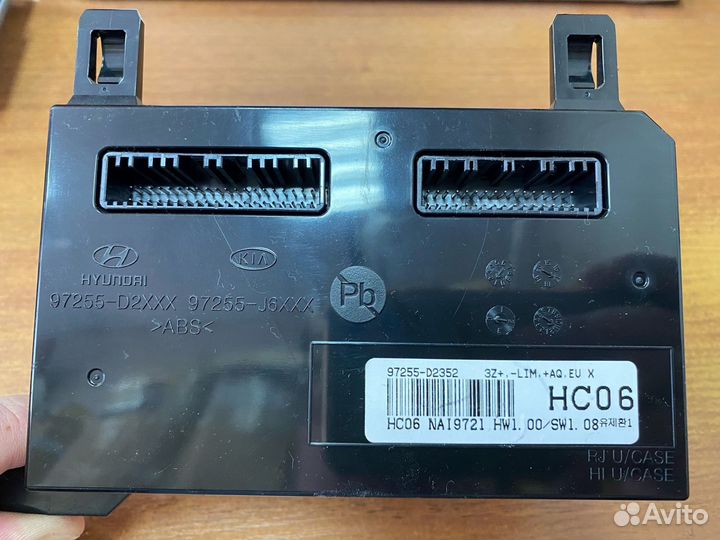 HYUNDAI
KIA
97255-D2XXX 97255-J6XXX
>ABS<
Pb
97255-D2352 3Z+,-LIM,+AQ,EU X
HC06
HC06 NAI9721 HW1.00/SW1.08유제환1
RJ U/CASE
HI U/CASE
Avito